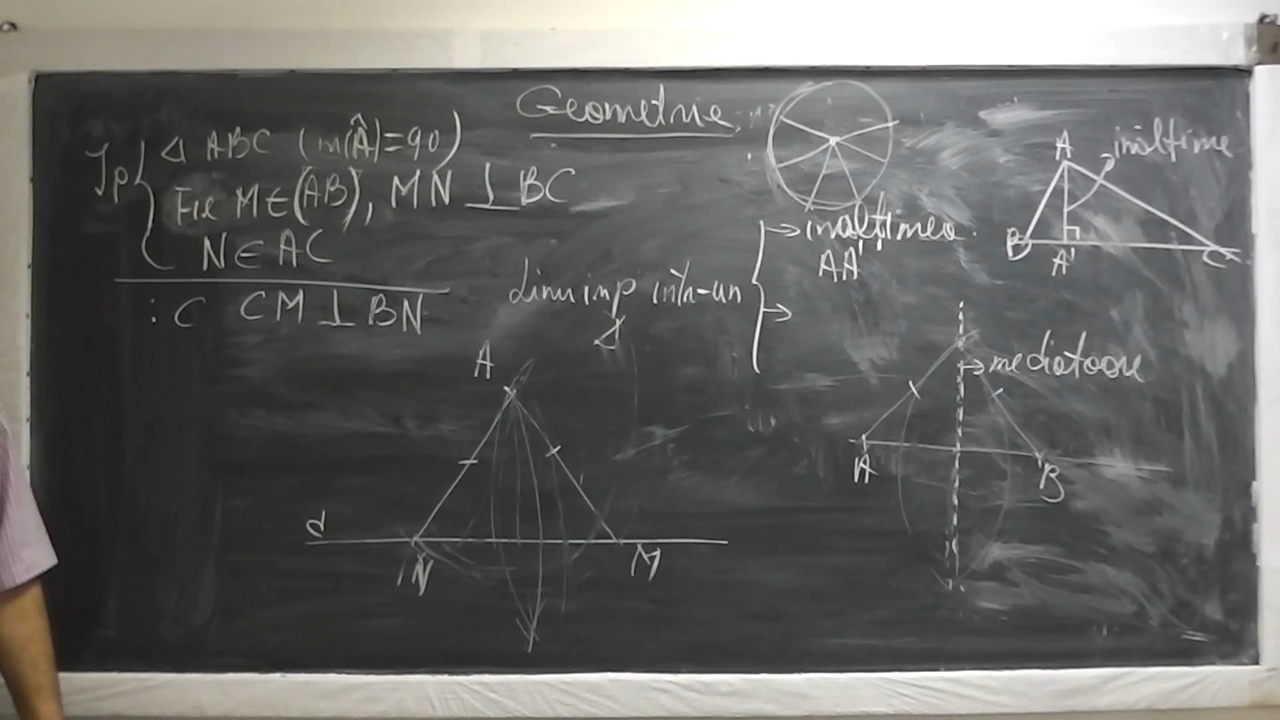 Geometrie
Ip Δ ABC (m(Â)=90)
Fie M∈(AB), MN ⊥ BC
N∈AC
:C CM ⊥ BN
Linii imp într-un
Δ
→ inaltimea
AA'
→
A
inaltime
B
A'
C
→ mediatoare
A
B
A
d
N
M